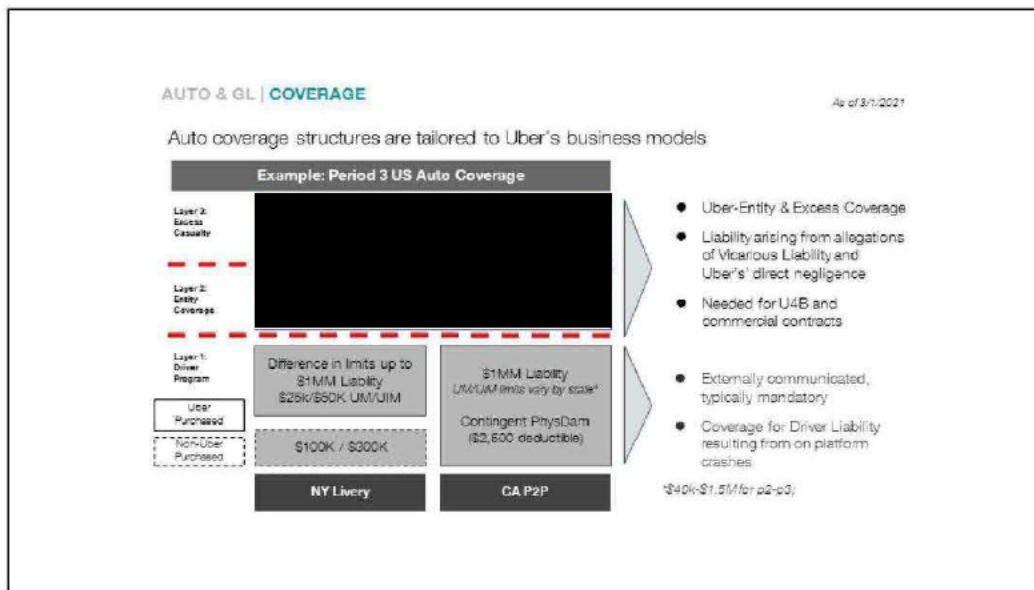 AUTO & GL | COVERAGE
As of 3/1/2021
Auto coverage structures are tailored to Uber's business models
Example: Period 3 US Auto Coverage
Layer 3:
Excess
Casualty
Layer 2:
Entity
Coverage
Layer 1:
Driver
Program
Uber
Purchased
Non-Uber
Purchased
Difference in limits up to
$1MM Liability
$25k/$50K UM/UIM
$100K / $300K
NY Livery
$1MM Liability
UM/UIM limits vary by state*
Contingent PhysDam
($2,500 deductible)
CA P2P
● Uber-Entity & Excess Coverage
● Liability arising from allegations
of Vicarious Liability and
Uber's' direct negligence
● Needed for U4B and
commercial contracts
● Externally communicated,
typically mandatory
● Coverage for Driver Liability
resulting from on platform
crashes
*$40k-$1.5M for p2-p3;